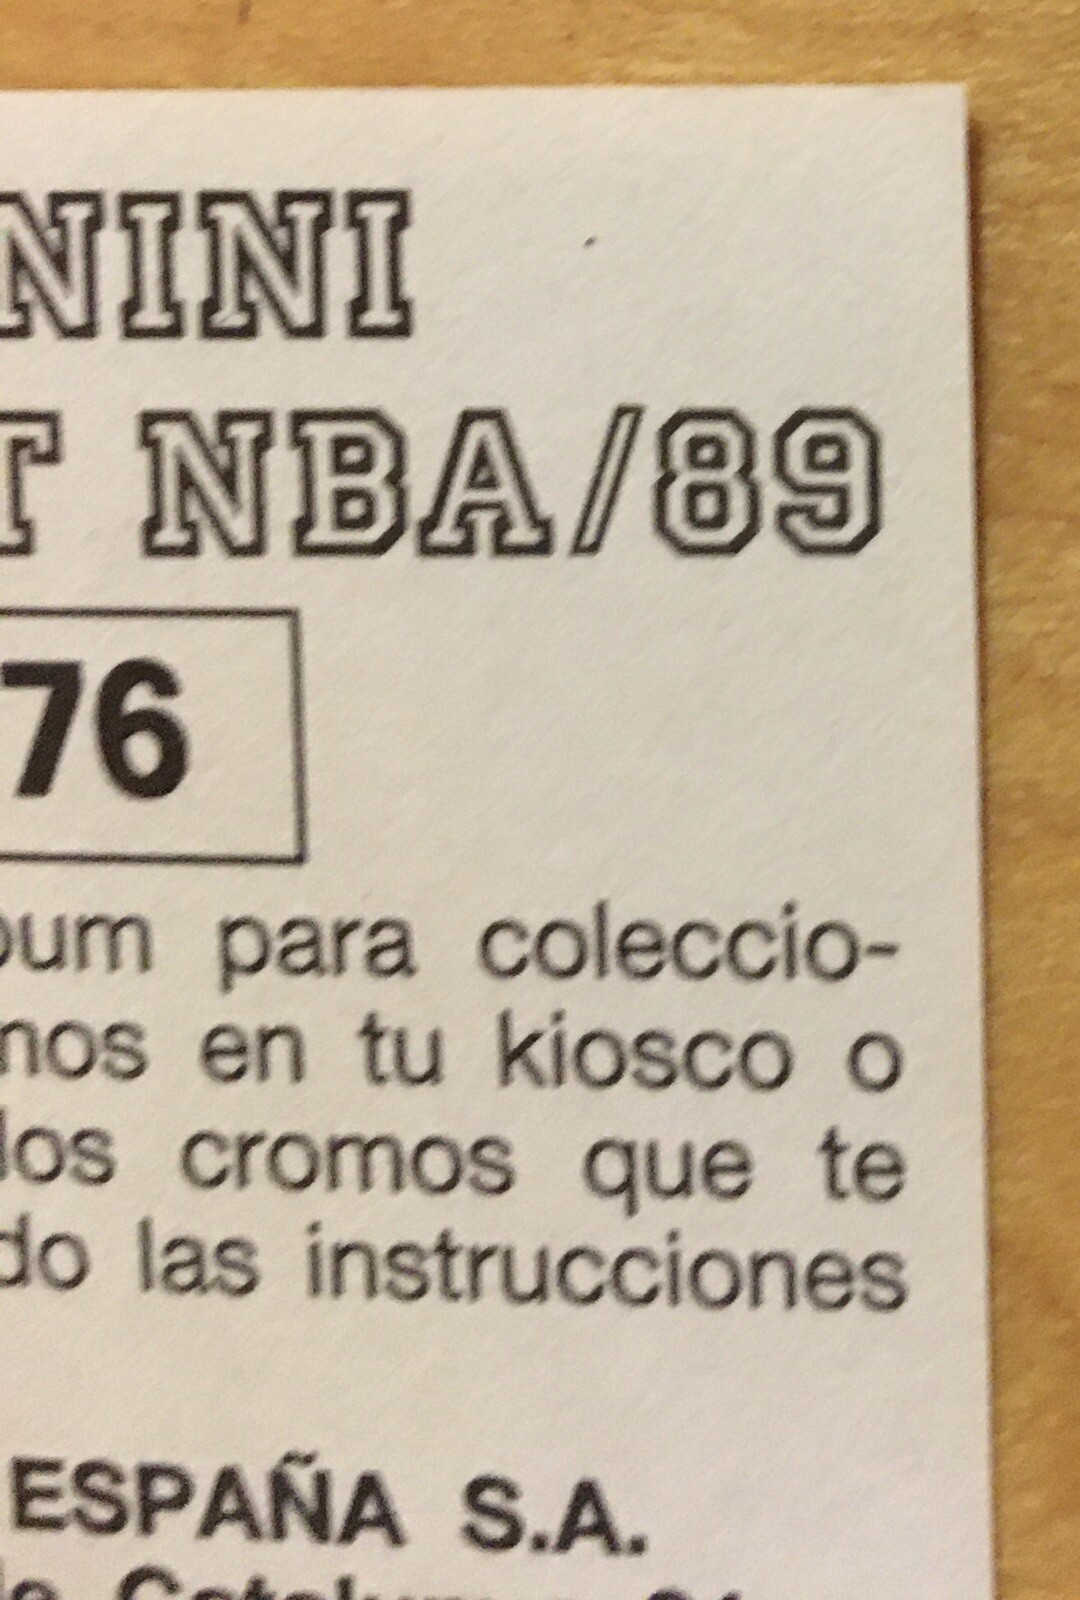 NINI
T NBA/89
76
bum para coleccio-
nos en tu kiosco o
los cromos que te
do las instrucciones
ESPAÑA S.A.